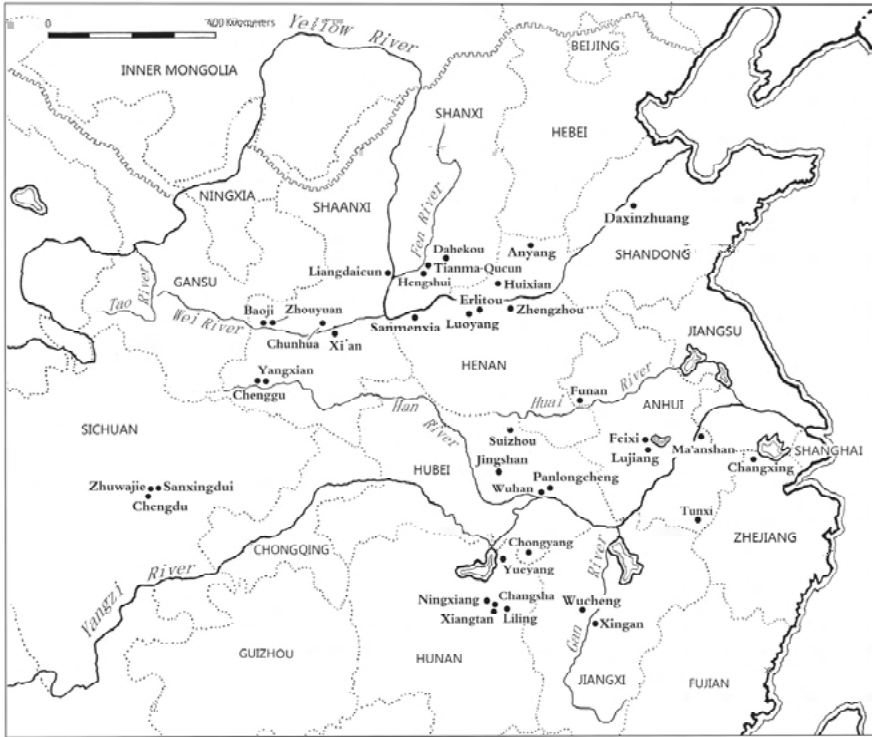 0
400 Kilometers
Yellow River
BEIJING
INNER MONGOLIA
SHANXI
HEBEI
NINGXIA
SHAANXI
Fen River
Daxinzhuang
Dahekou
Anyang
SHANDONG
Tianma-Qucun
Liangdaicun
Hengshui
Huixian
GANSU
Tao River
Erlitou
Baoji
Zhouyuan
Zhengzhou
Wei River
Sanmenxia
Luoyang
JIANGSU
Chunhua
Xi'an
HENAN
Yangxian
Huai River
Chenggu
Funan
Han River
ANHUI
SICHUAN
Suizhou
Feixi
Ma'anshan
SHANGHAI
Jingshan
Lujiang
HUBEI
Changxing
Panlongcheng
Zhuwajie
Sanxingdui
Wuhan
Chengdu
Tunxi
ZHEJIANG
CHONGQING
Chongyang
Yueyang
Yangzi River
Gan River
Ningxiang
Changsha
Wucheng
Xiangtan
Liling
Xingan
GUIZHOU
HUNAN
JIANGXI
FUJIAN